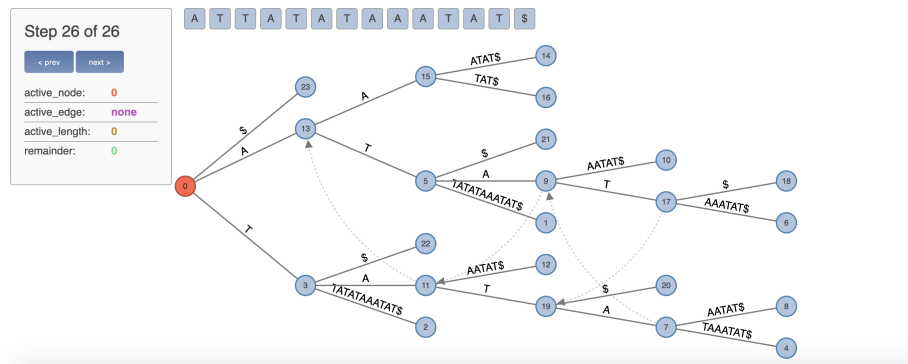 Step 26 of 26
< prev next >
active_node: 0
active_edge: none
active_length: 0
remainder: 0
A T T A T A T A A A T A T $
0
$
23
A
13
A
15
ATAT$
14
TAT$
16
T
5
$
21
A
9
AATAT$
10
T
17
$
18
AAATAT$
6
TATATAAATAT$
1
T
3
$
22
A
11
AATAT$
12
T
19
$
20
A
7
AATAT$
8
TAAATAT$
4
TATATAAATAT$
2